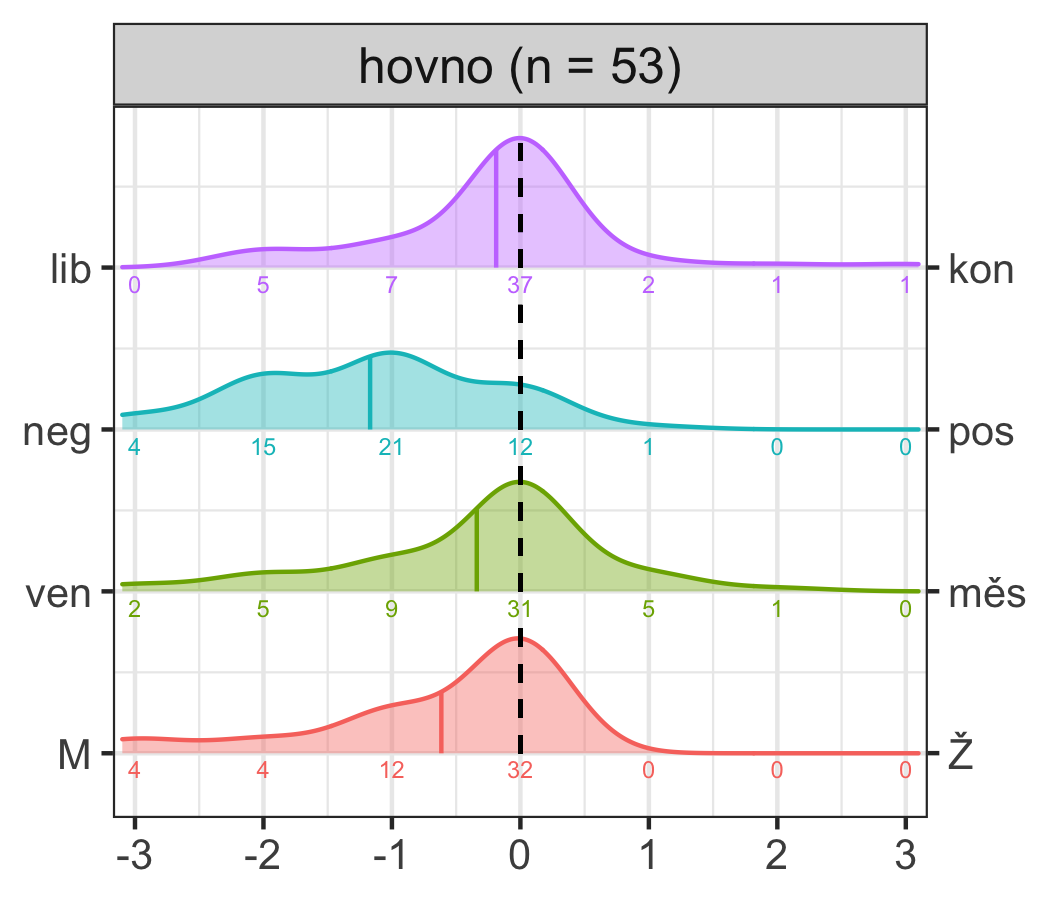 hovno (n = 53)
lib kon
0 5 7 37 2 1 1
neg pos
4 15 21 12 1 0 0
ven měs
2 5 9 31 5 1 0
M Ž
4 4 12 32 0 0 0
-3 -2 -1 0 1 2 3